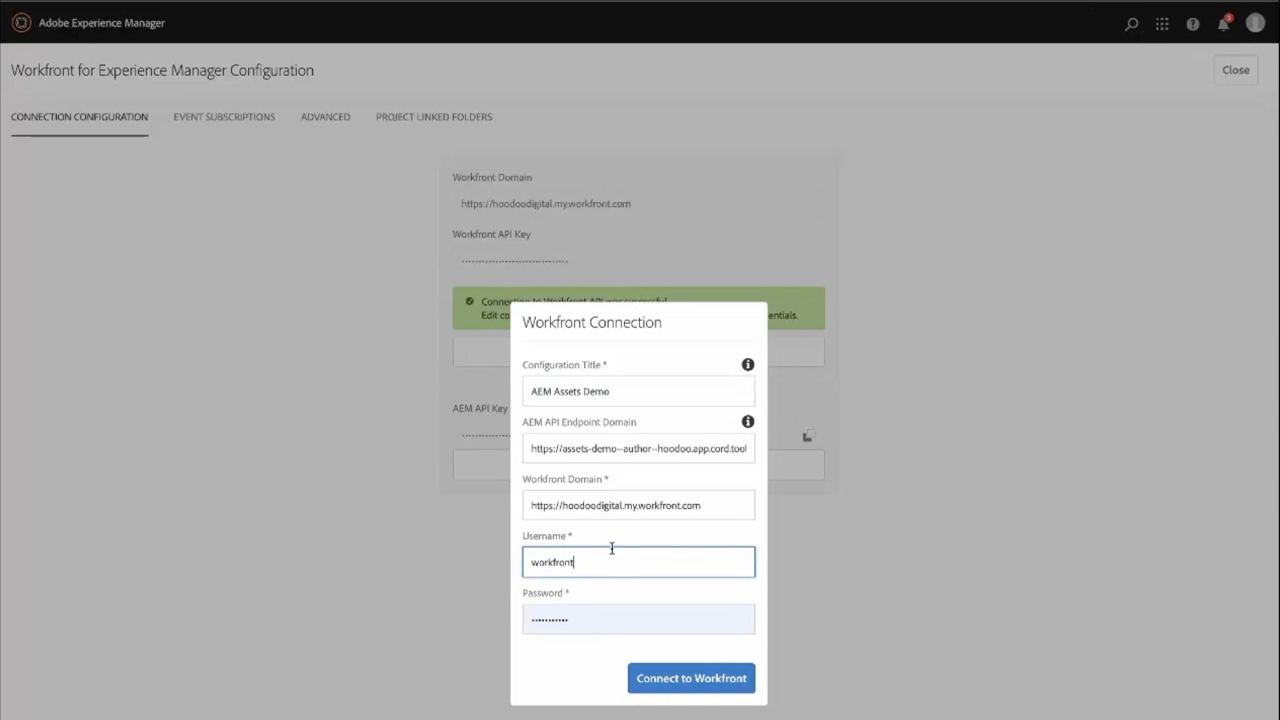 Adobe Experience Manager
3
Workfront for Experience Manager Configuration
Close
CONNECTION CONFIGURATION
EVENT SUBSCRIPTIONS
ADVANCED
PROJECT LINKED FOLDERS
Workfront Domain
https://hoodoodigital.my.workfront.com
Workfront API Key
Connection to Workfront API was successful
Edit co
entials.
AEM API Key
Workfront Connection
Configuration Title *
AEM Assets Demo
AEM API Endpoint Domain
https://assets-demo--author--hoodoo.app.cord.tool
Workfront Domain *
https://hoodoodigital.my.workfront.com
Username *
workfront
Password *
•••••••••••
Connect to Workfront